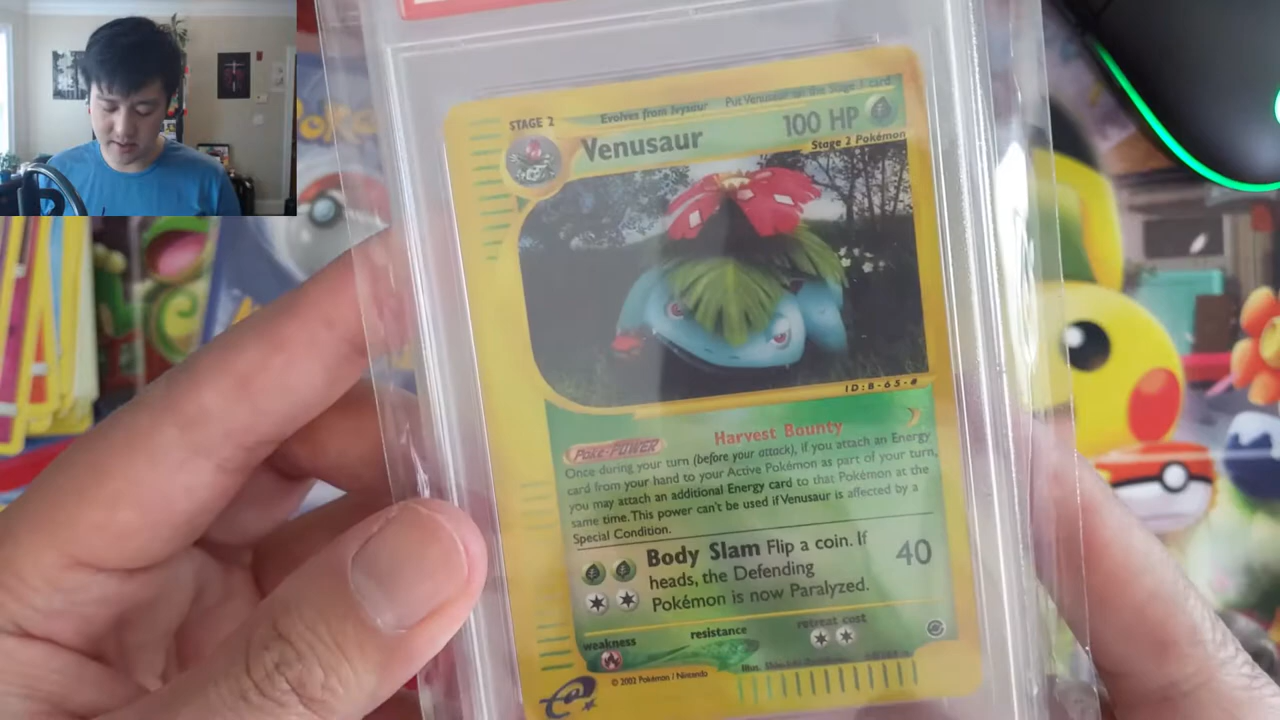 STAGE 2
Evolves from Ivysaur Put Venusaur on the Stage 1 card
Venusaur 100 HP
Stage 2 Pokémon
ID:B-65-#
Poké-POWER Harvest Bounty
Once during your turn (before your attack), if you attach an Energy
card from your hand to your Active Pokémon as part of your turn,
you may attach an additional Energy card to that Pokémon at the
same time. This power can't be used if Venusaur is affected by a
Special Condition.
Body Slam Flip a coin. If 40
heads, the Defending
Pokémon is now Paralyzed.
weakness resistance retreat cost
© 2002 Pokémon / Nintendo Illus.
e